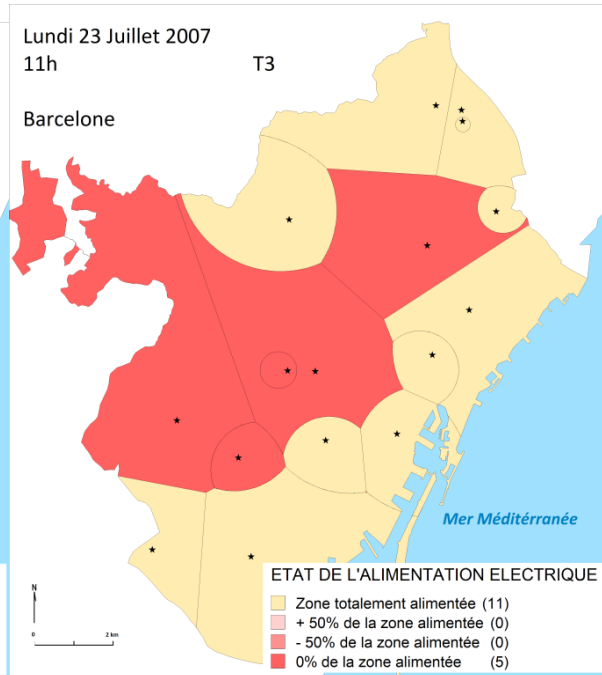 Lundi 23 Juillet 2007
11h T3
Barcelone
Mer Méditérranée
ETAT DE L'ALIMENTATION ELECTRIQUE
Zone totalement alimentée (11)
+ 50% de la zone alimentée (0)
- 50% de la zone alimentée (0)
0% de la zone alimentée (5)
N
0 2 km